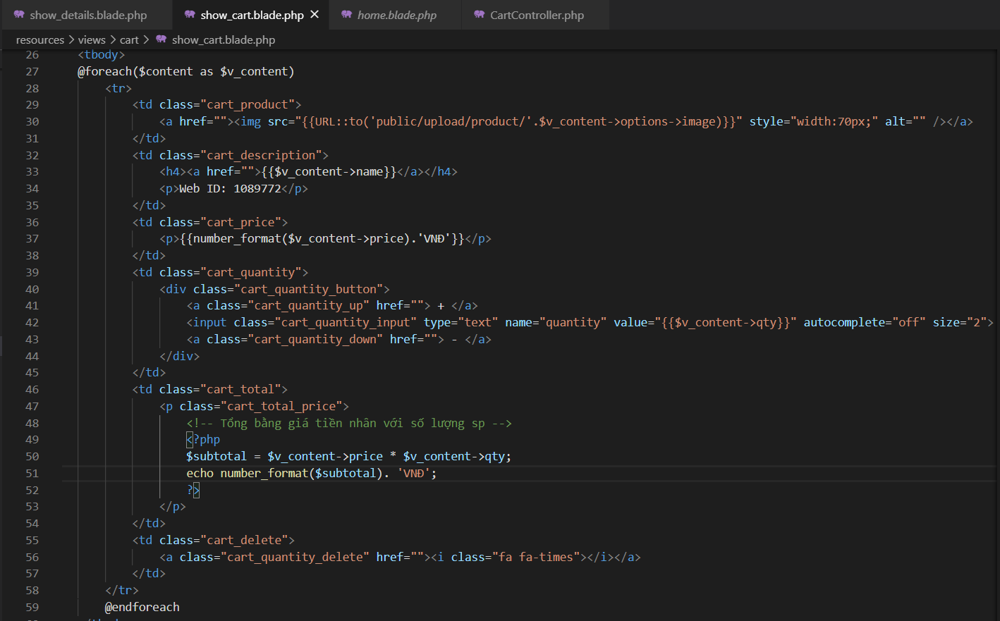 show_details.blade.php show_cart.blade.php home.blade.php CartController.php
resources views cart show_cart.blade.php
26 <tbody>
27 @foreach($content as $v_content)
28 <tr>
29 <td class="cart_product">
30 <a href=""><img src="{{URL::to('public/upload/product/'.$v_content->options->image)}}" style="width:70px;" alt="" /></a>
31 </td>
32 <td class="cart_description">
33 <h4><a href="">{{$v_content->name}}</a></h4>
34 <p>Web ID: 1089772</p>
35 </td>
36 <td class="cart_price">
37 <p>{{number_format($v_content->price).'VNĐ'}}</p>
38 </td>
39 <td class="cart_quantity">
40 <div class="cart_quantity_button">
41 <a class="cart_quantity_up" href=""> + </a>
42 <input class="cart_quantity_input" type="text" name="quantity" value="{{$v_content->qty}}" autocomplete="off" size="2">
43 <a class="cart_quantity_down" href=""> - </a>
44 </div>
45 </td>
46 <td class="cart_total">
47 <p class="cart_total_price">
48 <!-- Tổng bằng giá tiền nhân với số lượng sp -->
49 <?php
50 $subtotal = $v_content->price * $v_content->qty;
51 echo number_format($subtotal). 'VNĐ';
52 ?>
53 </p>
54 </td>
55 <td class="cart_delete">
56 <a class="cart_quantity_delete" href=""><i class="fa fa-times"></i></a>
57 </td>
58 </tr>
59 @endforeach